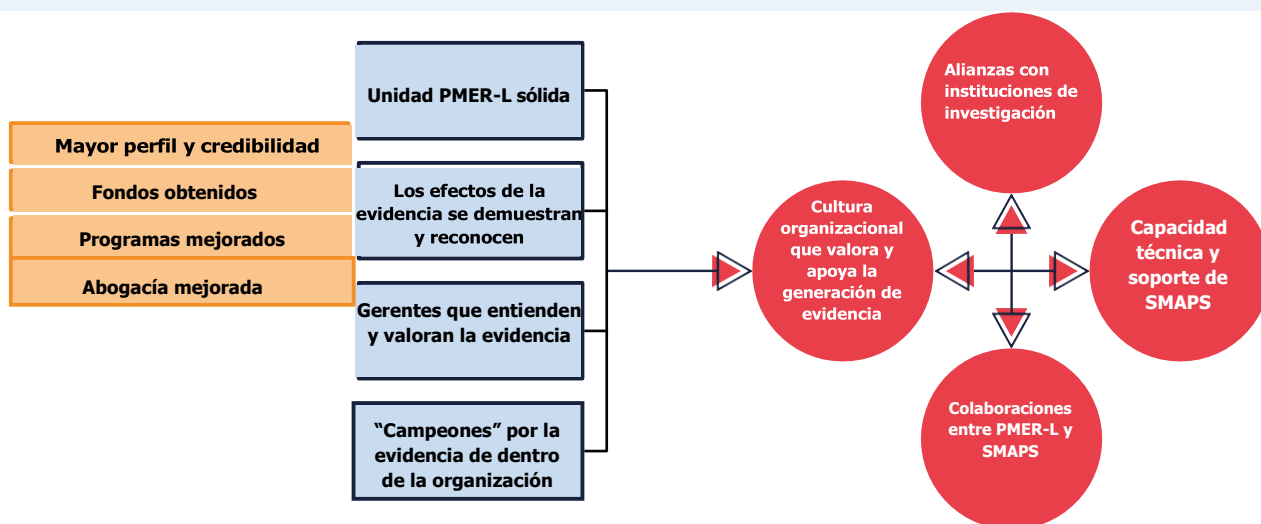 Mayor perfil y credibilidad
Fondos obtenidos
Programas mejorados
Abogacía mejorada
Unidad PMER-L sólida
Los efectos de la
evidencia se demuestran
y reconocen
Gerentes que entienden
y valoran la evidencia
“Campeones” por la
evidencia de dentro
de la organización
Cultura
organizacional
que valora y
apoya la
generación de
evidencia
Alianzas con
instituciones de
investigación
Capacidad
técnica y
soporte de
SMAPS
Colaboraciones
entre PMER-L y
SMAPS